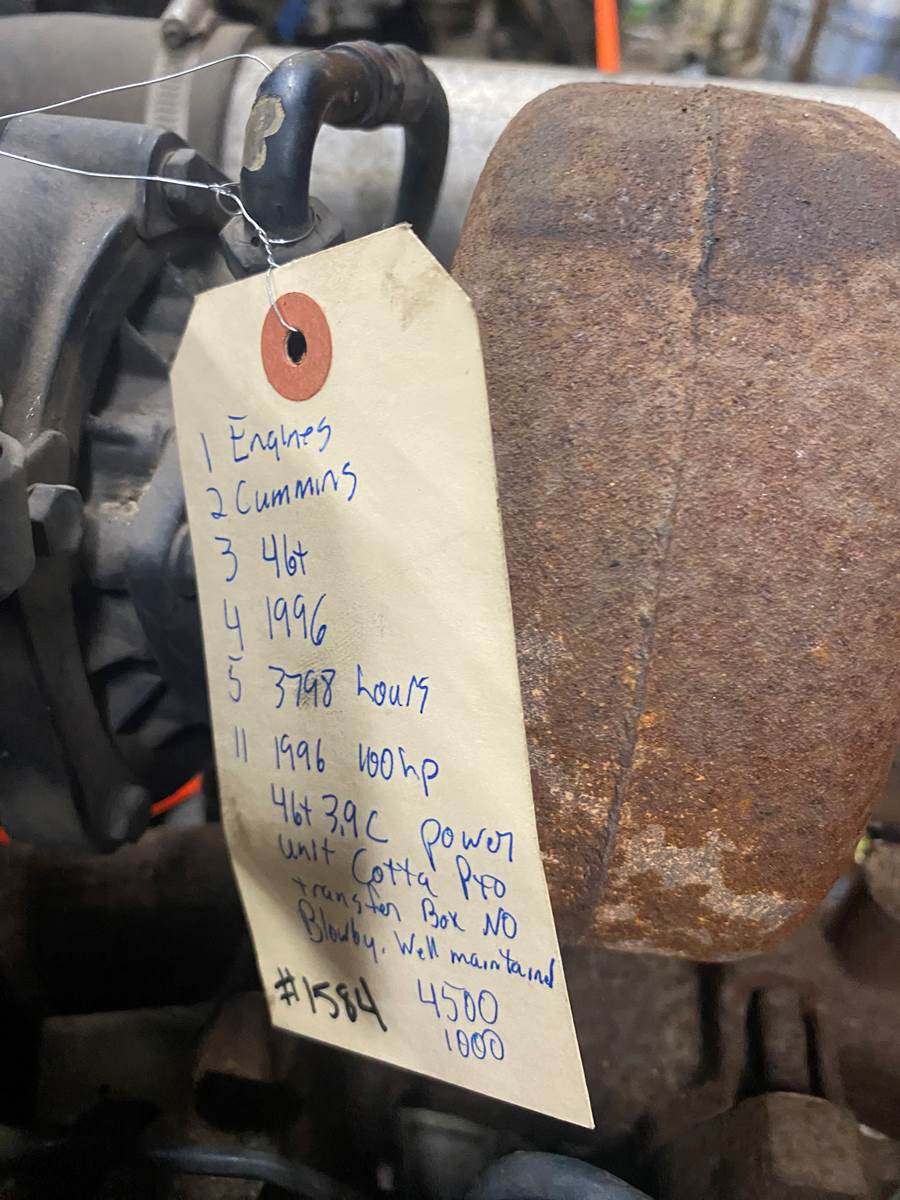 1 Engines
2 Cummins
3 4bt
4 1996
5 3798 hours
11 1996 100hp
4bt 3.9 C power
unit Cotta PTO
transfer Box NO
Blowby. Well maintaind
#1584 4500
1000